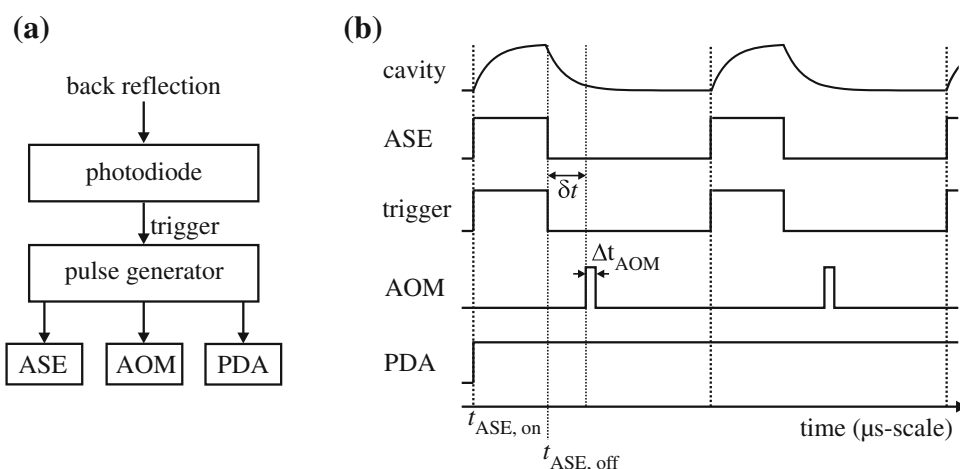 (a)
back reflection
photodiode
trigger
pulse generator
ASE AOM PDA
(b)
cavity
ASE
δt
trigger
Δt_AOM
AOM
PDA
t_ASE, on
time (μs-scale)
t_ASE, off